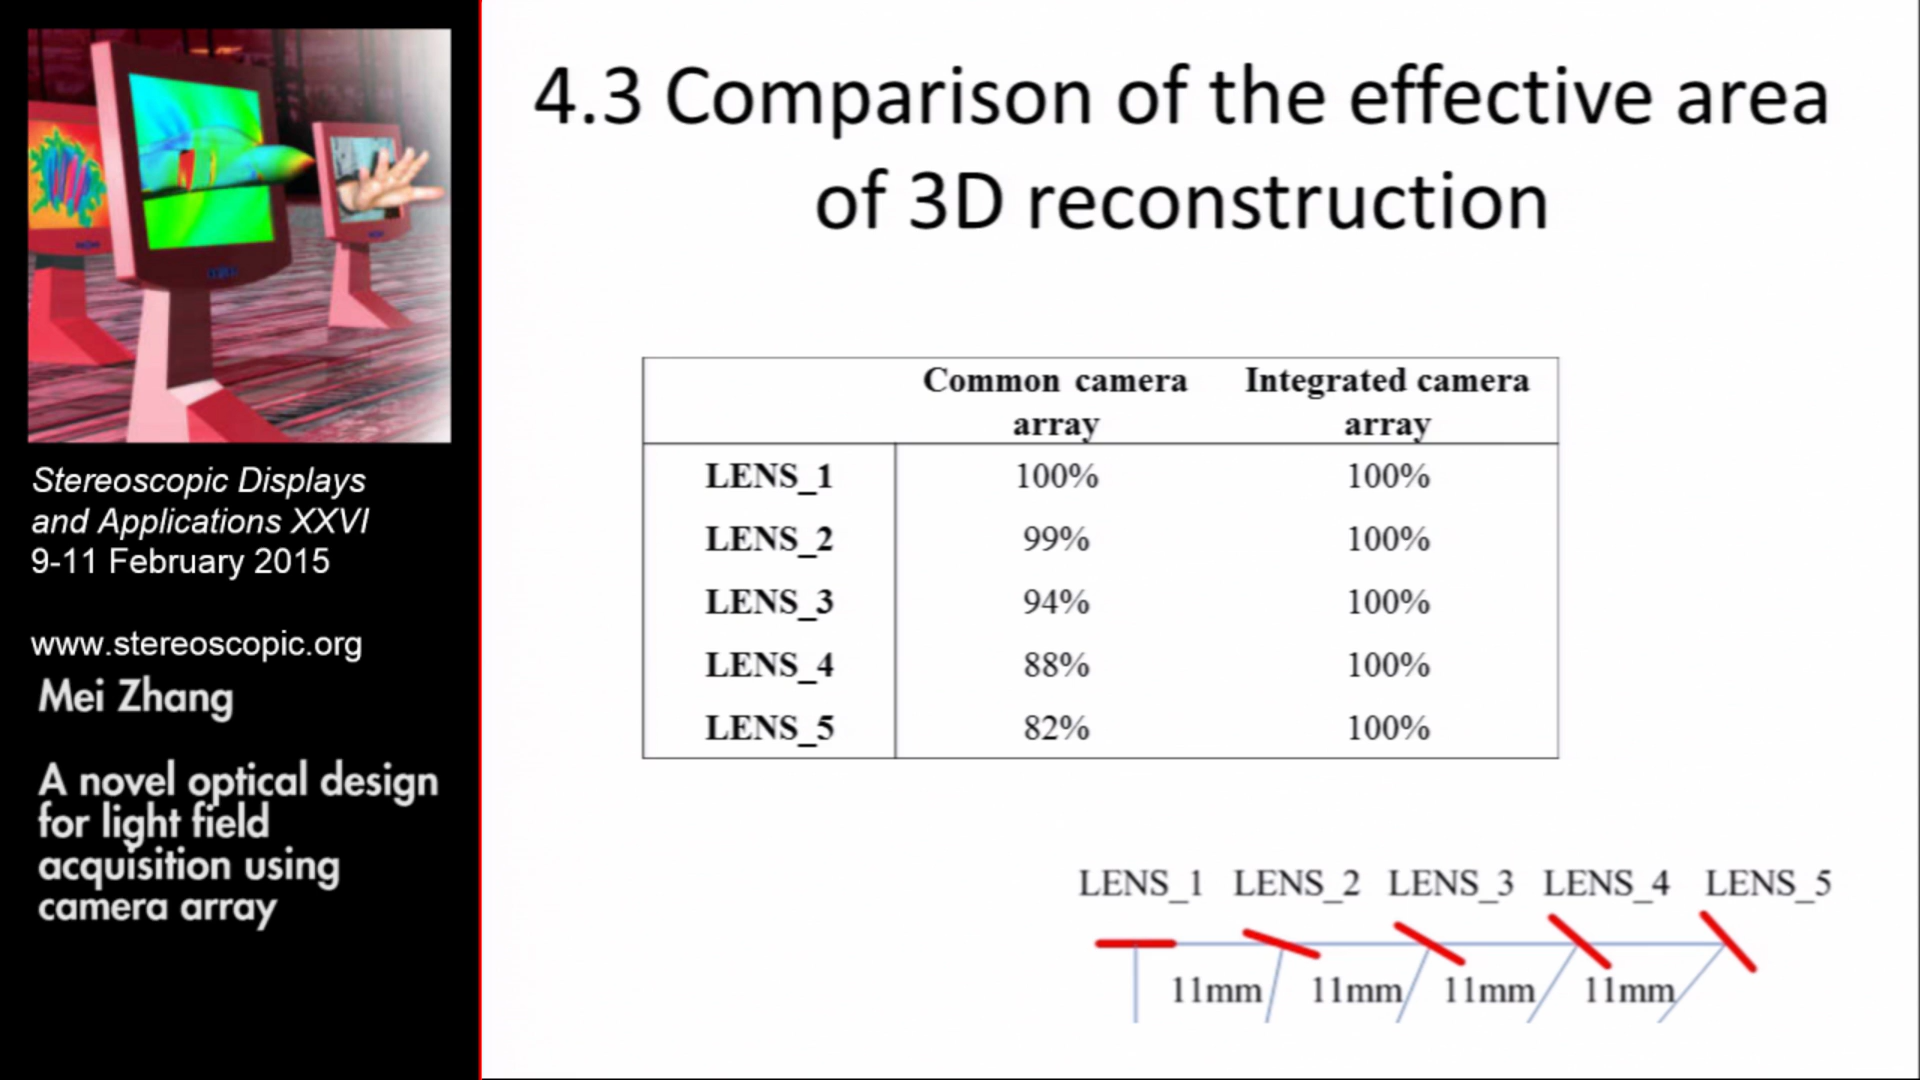 Stereoscopic Displays
and Applications XXVI
9-11 February 2015
www.stereoscopic.org
Mei Zhang
A novel optical design
for light field
acquisition using
camera array
4.3 Comparison of the effective area
of 3D reconstruction
Common camera array Integrated camera array
LENS_1 100% 100%
LENS_2 99% 100%
LENS_3 94% 100%
LENS_4 88% 100%
LENS_5 82% 100%
LENS_1 LENS_2 LENS_3 LENS_4 LENS_5
11mm 11mm 11mm 11mm